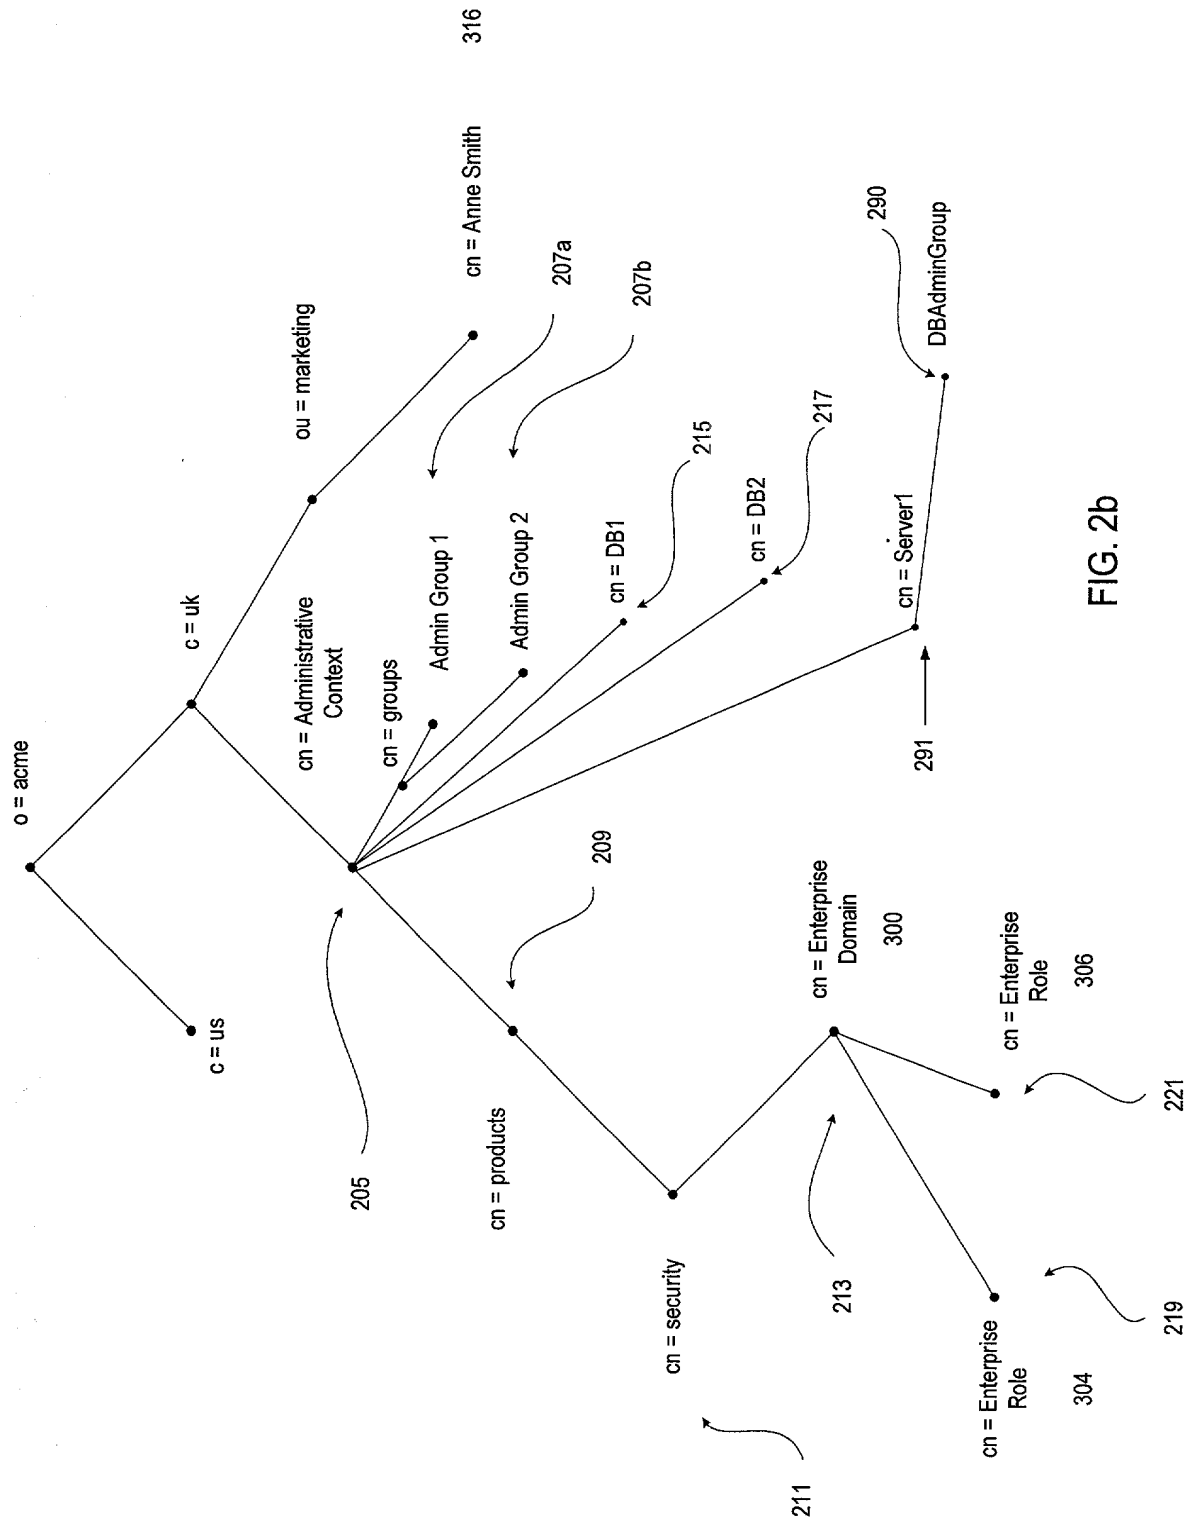 o = acme
c = us
c = uk
ou = marketing
cn = Anne Smith
316
cn = Administrative
Context
205
cn = groups
Admin Group 1
207a
Admin Group 2
207b
cn = DB1
215
cn = DB2
217
cn = Server1
291
DBAdminGroup
290
cn = products
209
cn = security
211
cn = Enterprise
Domain
300
213
cn = Enterprise
Role
304
219
cn = Enterprise
Role
306
221
FIG. 2b